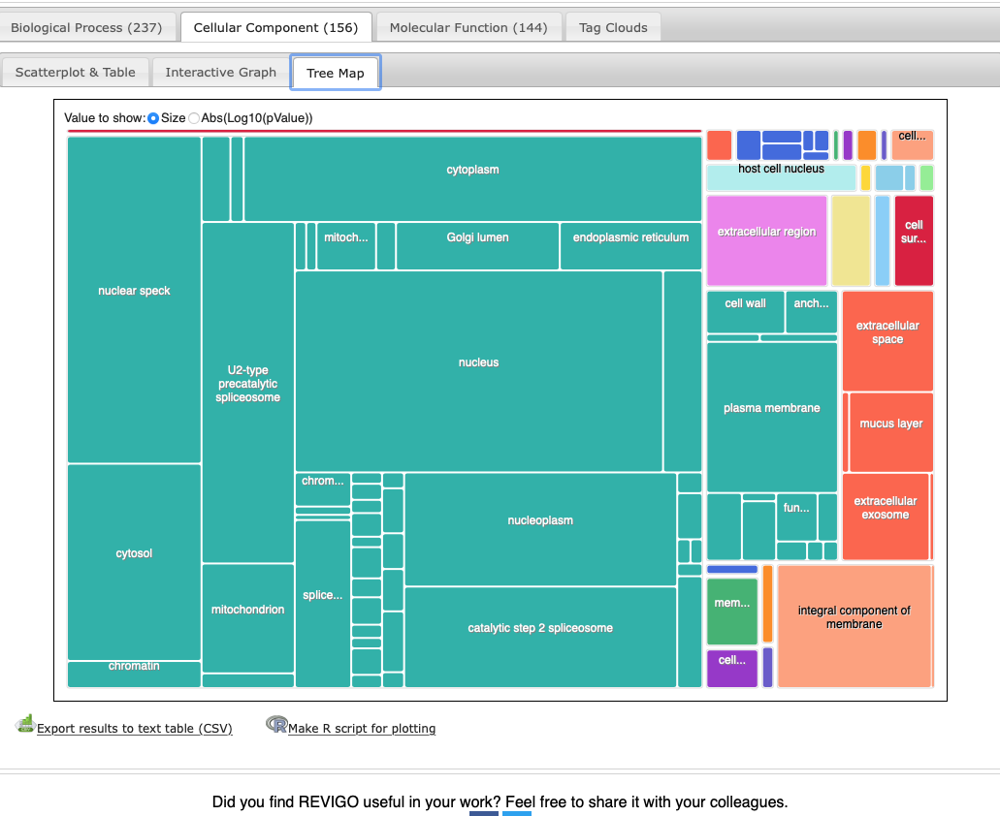 Biological Process (237)
Cellular Component (156)
Molecular Function (144)
Tag Clouds
Scatterplot & Table
Interactive Graph
Tree Map
Value to show: Size Abs(Log10(pValue))
nuclear speck
cytosol
chromatin
cytoplasm
U2-type
precatalytic
spliceosome
mitochondrion
mitoch...
Golgi lumen
endoplasmic reticulum
nucleus
chrom...
splice...
nucleoplasm
catalytic step 2 spliceosome
cell...
host cell nucleus
extracellular region
cell
sur...
cell wall
anch...
plasma membrane
fun...
extracellular
space
mucus layer
extracellular
exosome
mem...
cell...
integral component of
membrane
Export results to text table (CSV)
R
Make R script for plotting
Did you find REVIGO useful in your work? Feel free to share it with your colleagues.